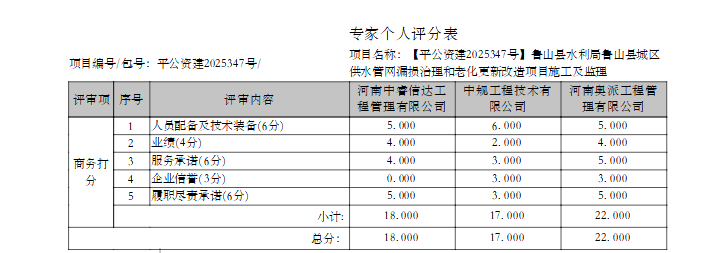 专家个人评分表
项目编号/包号: 平公资建2025347号/
项目名称: 【平公资建2025347号】鲁山县水利局鲁山县城区
供水管网漏损治理和老化更新改造项目施工及监理
评审项 序号 评审内容 河南中睿信达工程管理有限公司 中规工程技术有限公司 河南奥派工程管理有限公司
商务打分
1 人员配备及技术装备(6分) 5.000 6.000 5.000
2 业绩(4分) 4.000 2.000 4.000
3 服务承诺(6分) 4.000 3.000 5.000
4 企业信誉(3分) 0.000 3.000 3.000
5 履职尽责承诺(6分) 5.000 3.000 5.000
小计: 18.000 17.000 22.000
总分: 18.000 17.000 22.000